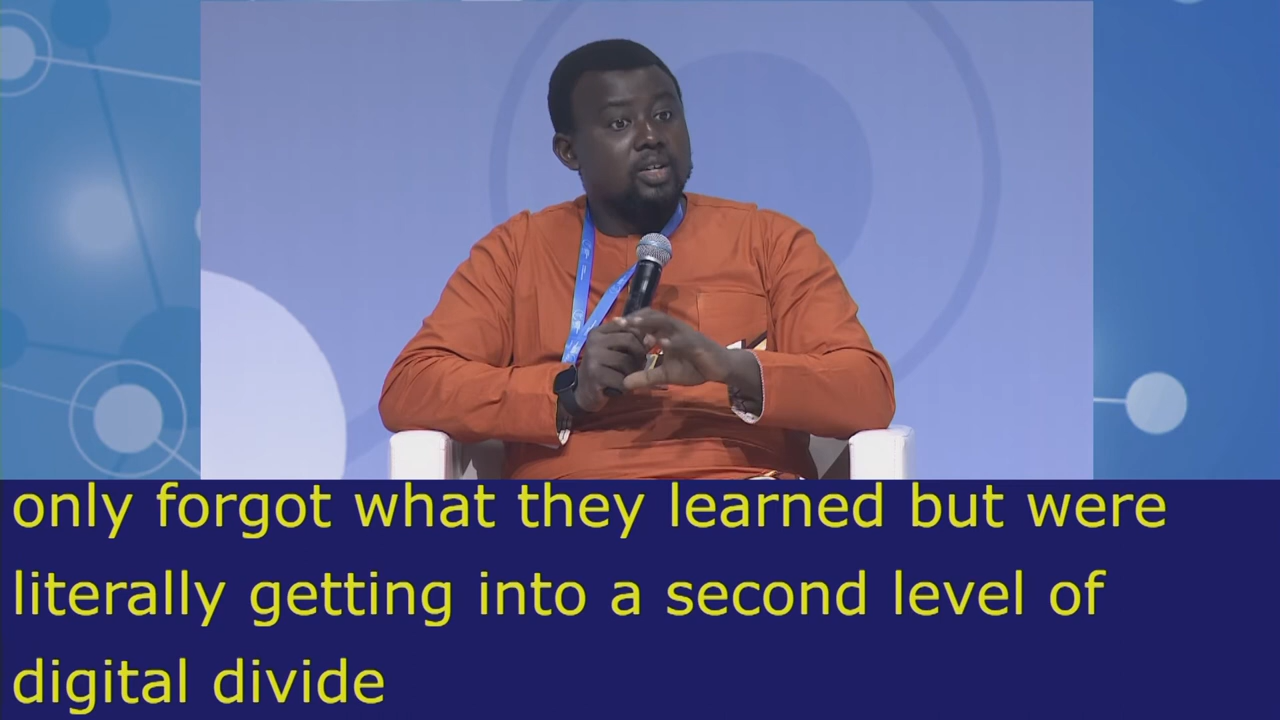 only forgot what they learned but were
literally getting into a second level of
digital divide